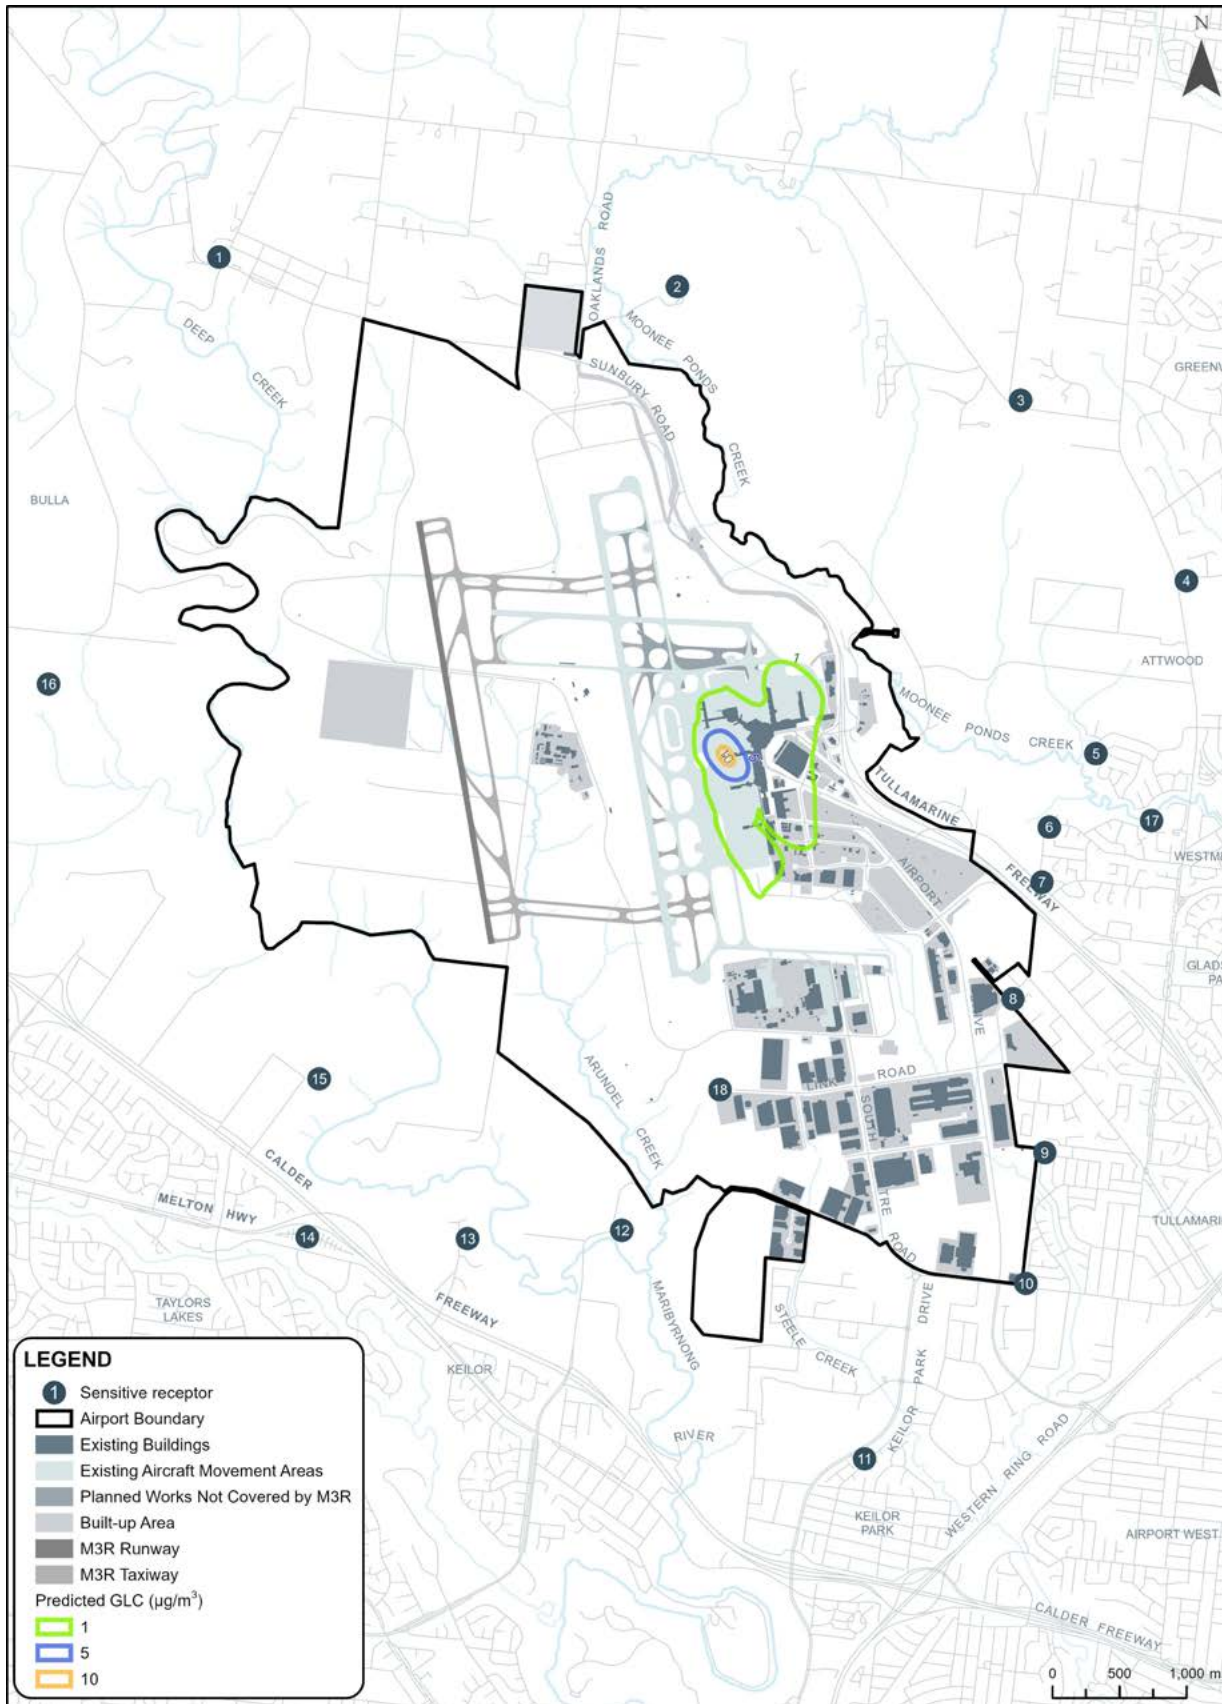 N
OAKLANDS ROAD
1
2
DEEP
CREEK
MOONEE PONDS
CREEK
SUNBURY ROAD
GREENV
3
BULLA
4
1
ATTWOOD
16
MOONEE PONDS CREEK
5
TULLAMARINE
FREEWAY
17
6
WESTM
AIRPORT
7
GLADS
PA
8
DRIVE
15
ARUNDEL
CREEK
18
LINK ROAD
SOUTH
CENTRE
ROAD
9
CALDER
FREEWAY
MELTON HWY
14
13
12
TULLAMARI
10
TAYLORS
LAKES
MARIBYRNONG
RIVER
STEELE CREEK
KEILOR PARK DRIVE
KEILOR
11
WESTERN RING ROAD
KEILOR
PARK
AIRPORT WEST
CALDER FREEWAY
LEGEND
1 Sensitive receptor
Airport Boundary
Existing Buildings
Existing Aircraft Movement Areas
Planned Works Not Covered by M3R
Built-up Area
M3R Runway
M3R Taxiway
Predicted GLC (µg/m³)
1
5
10
0 500 1,000 m